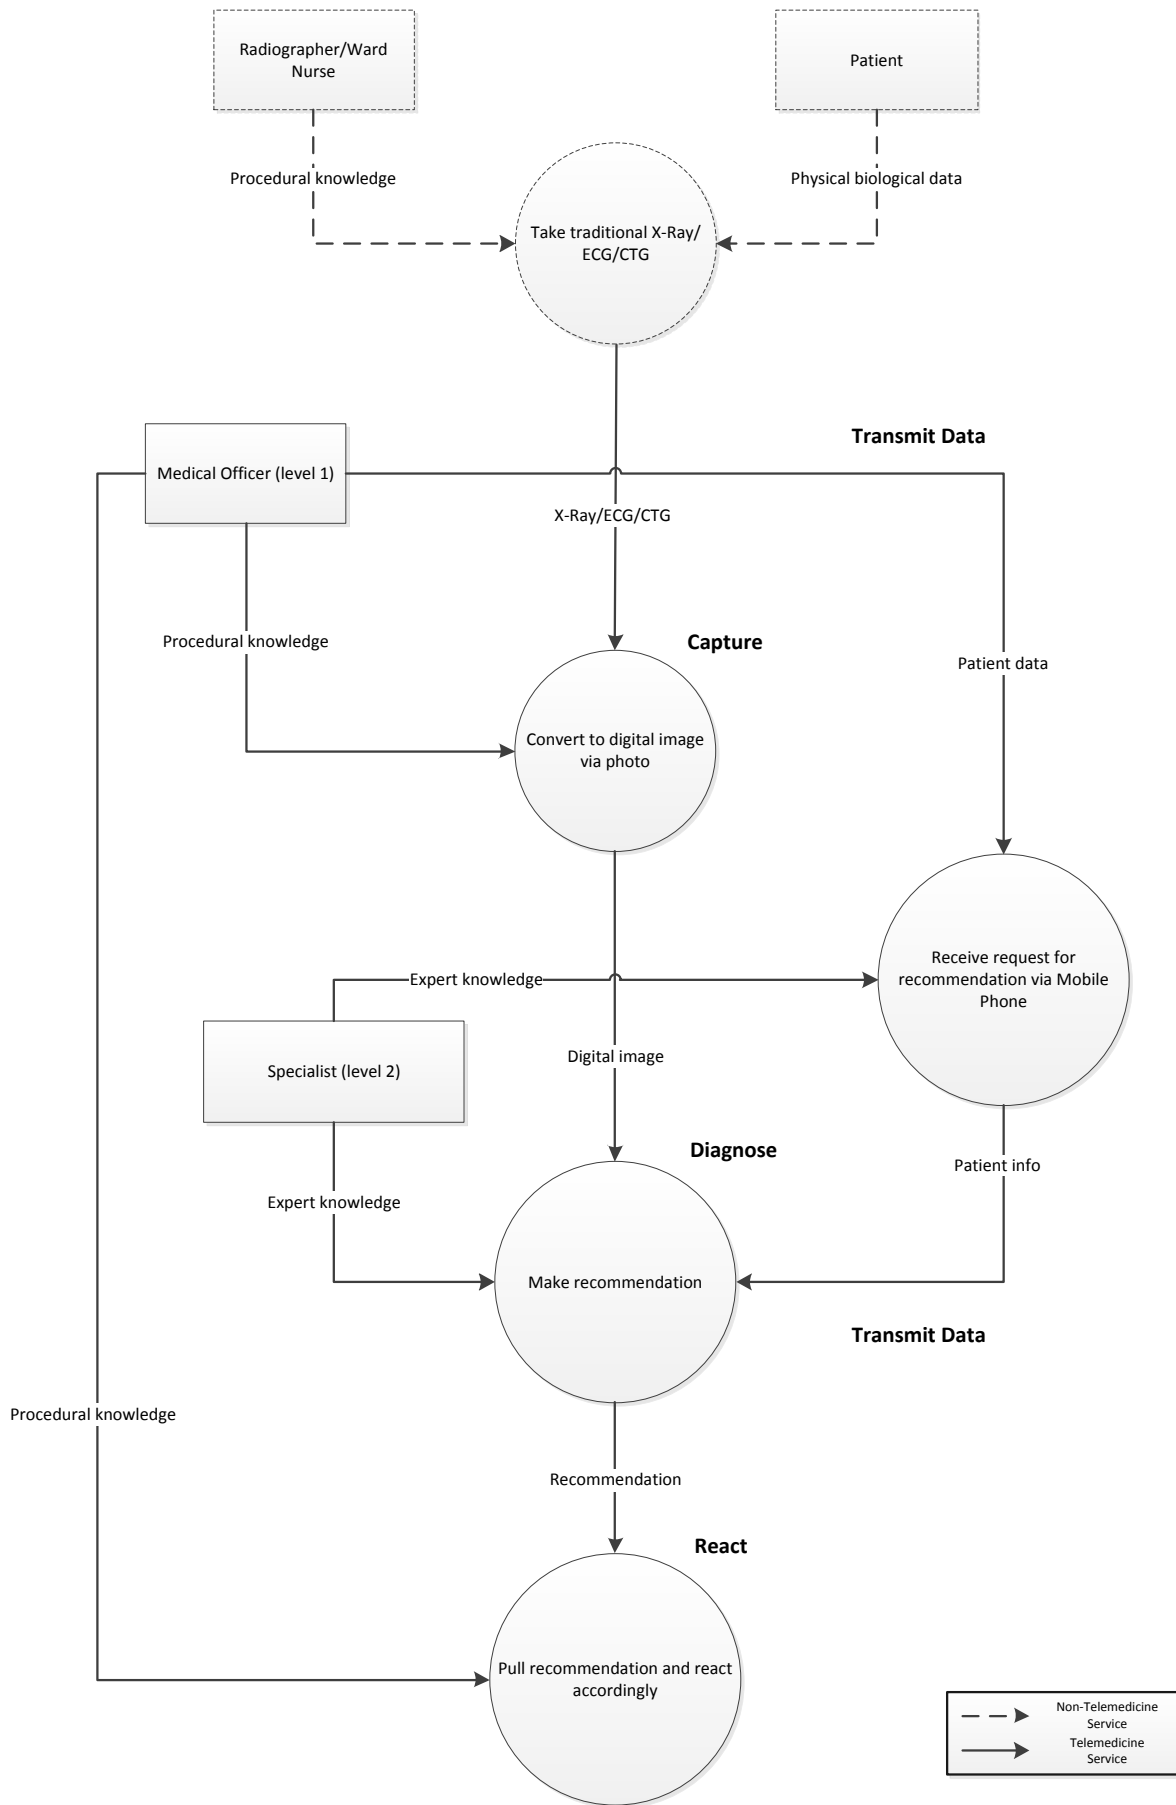 Radiographer/Ward
Nurse
Patient
Procedural knowledge
Physical biological data
Take traditional X-Ray/
ECG/CTG
Transmit Data
Medical Officer (level 1)
X-Ray/ECG/CTG
Procedural knowledge
Capture
Patient data
Convert to digital image
via photo
Receive request for
recommendation via Mobile
Phone
Expert knowledge
Specialist (level 2)
Digital image
Diagnose
Patient info
Expert knowledge
Make recommendation
Transmit Data
Procedural knowledge
Recommendation
React
Pull recommendation and react
accordingly
Non-Telemedicine
Service
Telemedicine
Service